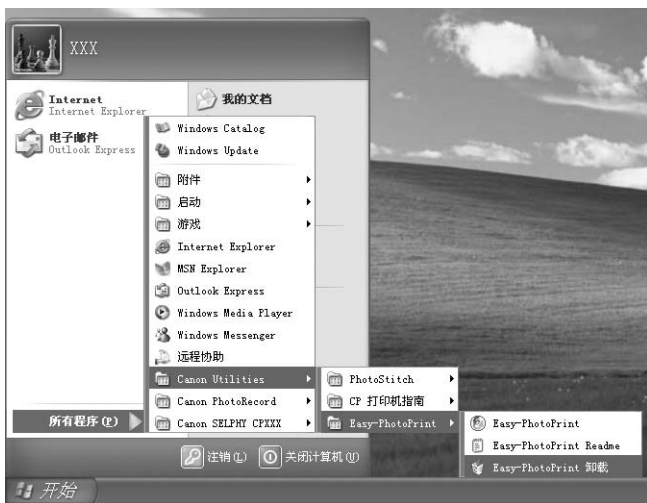 XXX
Internet
Internet Explorer
电子邮件
Outlook Express
我的文档
Windows Catalog
Windows Update
附件
启动
游戏
Internet Explorer
MSN Explorer
Outlook Express
Windows Media Player
Windows Messenger
远程协助
Canon Utilities
Canon PhotoRecord
Canon SELPHY CPXXX
PhotoStitch
CP 打印机指南
Easy-PhotoPrint
Easy-PhotoPrint
Easy-PhotoPrint Readme
Easy-PhotoPrint 卸载
所有程序(P)
注销(L)
关闭计算机(U)
开始